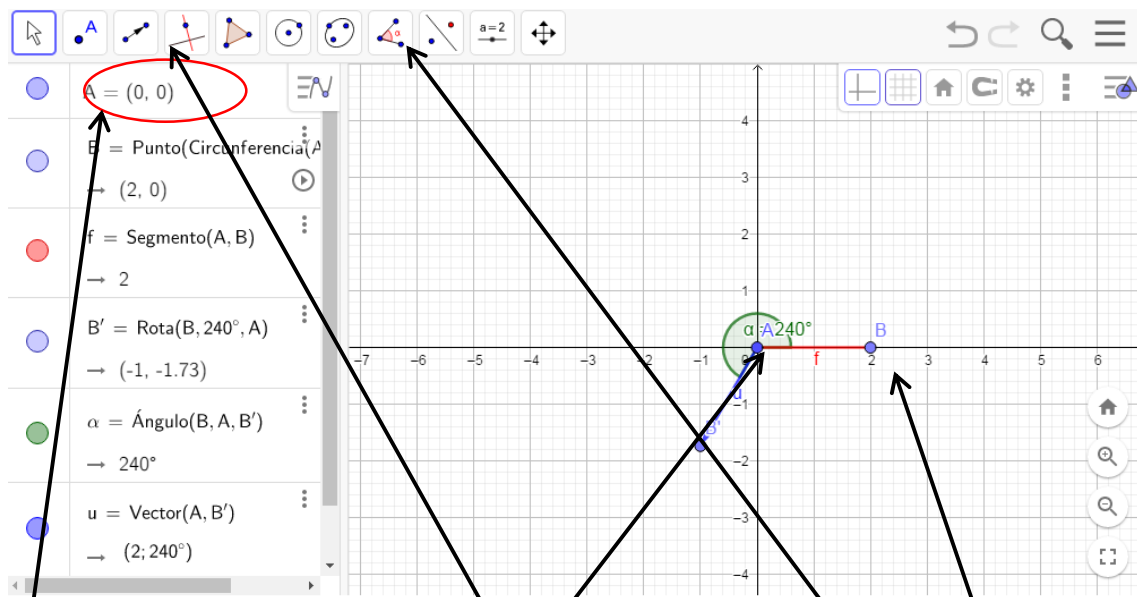 A
α
a=2
A = (0, 0)
B = Punto(Circunferencia(A
→ (2, 0)
f = Segmento(A, B)
→ 2
B′ = Rota(B, 240°, A)
→ (-1, -1.73)
α = Ángulo(B, A, B′)
→ 240°
u = Vector(A, B′)
→ (2; 240°)
4
3
2
1
α = 240°
A
B
−7 −6 −5 −4 −3 −2 −1 0 2 3 4 5 6
f
u
−1
B'
−2
−3
−4